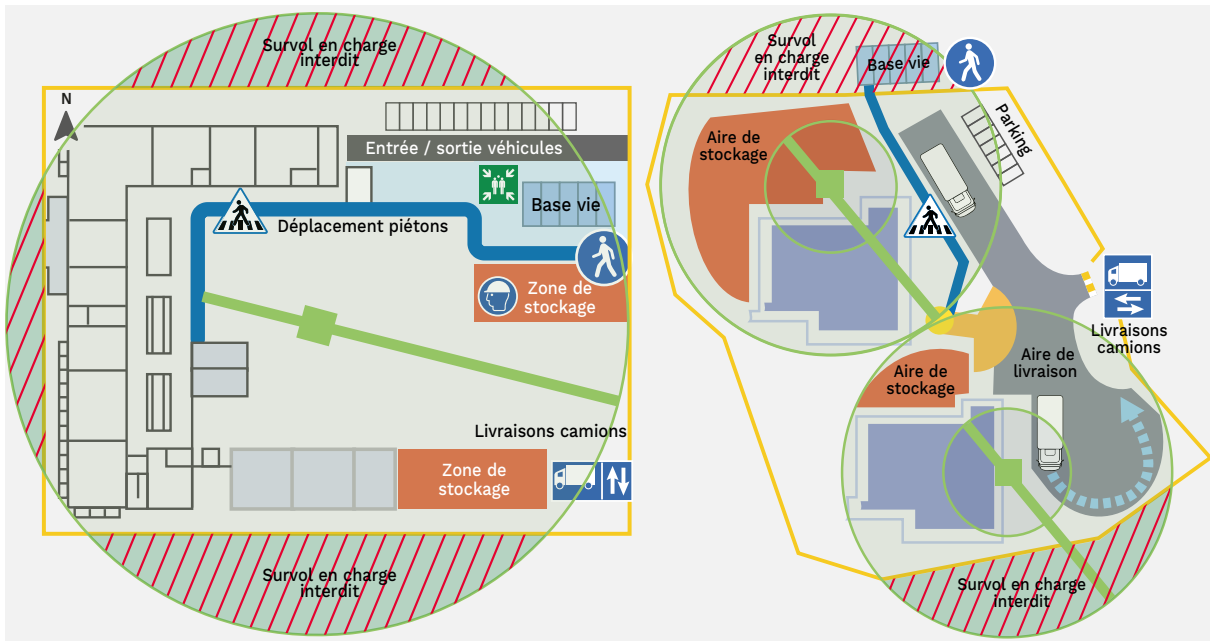 Survol en charge
interdit
N
Entrée / sortie véhicules
Base vie
Déplacement piétons
Zone de
stockage
Livraisons camions
Zone de
stockage
Survol en charge
interdit
Survol
en charge
interdit
Base vie
Parking
Aire de
stockage
Livraisons
camions
Aire de
livraison
Aire de
stockage
Survol en charge
interdit